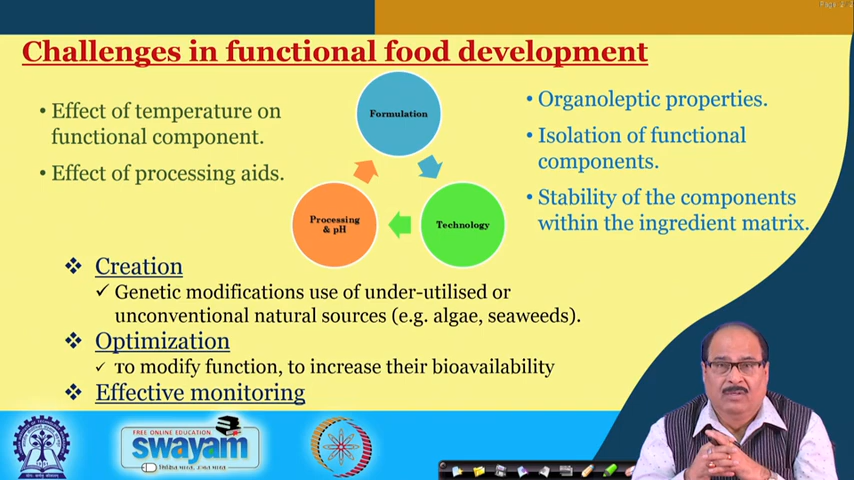 Challenges in functional food development
• Effect of temperature on
functional component.
• Effect of processing aids.
Formulation
Technology
Processing
& pH
• Organoleptic properties.
• Isolation of functional
components.
• Stability of the components
within the ingredient matrix.
❖ Creation
✓ Genetic modifications use of under-utilised or
unconventional natural sources (e.g. algae, seaweeds).
❖ Optimization
✓ To modify function, to increase their bioavailability
❖ Effective monitoring
FREE ONLINE EDUCATION
swayam